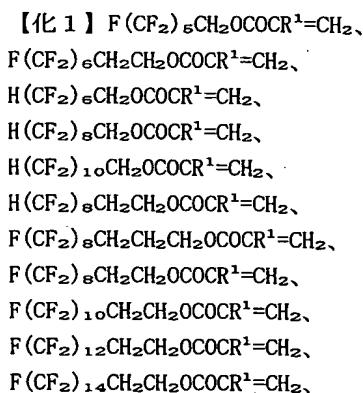 【化1】F(CF₂)₅CH₂OCOCR¹=CH₂、
F(CF₂)₆CH₂CH₂OCOCR¹=CH₂、
H(CF₂)₆CH₂OCOCR¹=CH₂、
H(CF₂)₈CH₂OCOCR¹=CH₂、
H(CF₂)₁₀CH₂OCOCR¹=CH₂、
H(CF₂)₈CH₂CH₂OCOCR¹=CH₂、
F(CF₂)₈CH₂CH₂CH₂OCOCR¹=CH₂、
F(CF₂)₈CH₂CH₂OCOCR¹=CH₂、
F(CF₂)₁₀CH₂CH₂OCOCR¹=CH₂、
F(CF₂)₁₂CH₂CH₂OCOCR¹=CH₂、
F(CF₂)₁₄CH₂CH₂OCOCR¹=CH₂、